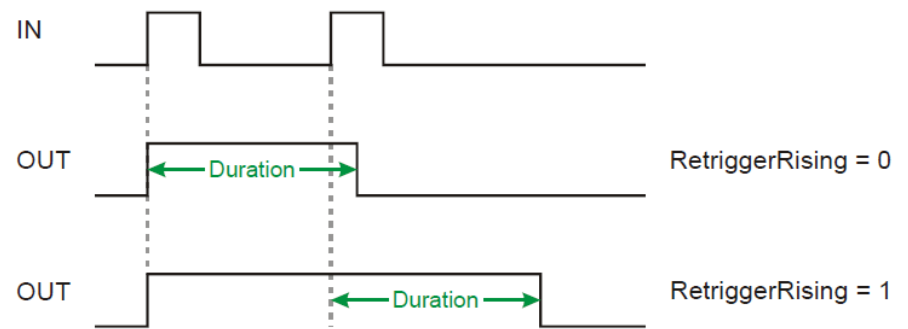 IN
OUT
Duration
RetriggerRising = 0
OUT
Duration
RetriggerRising = 1